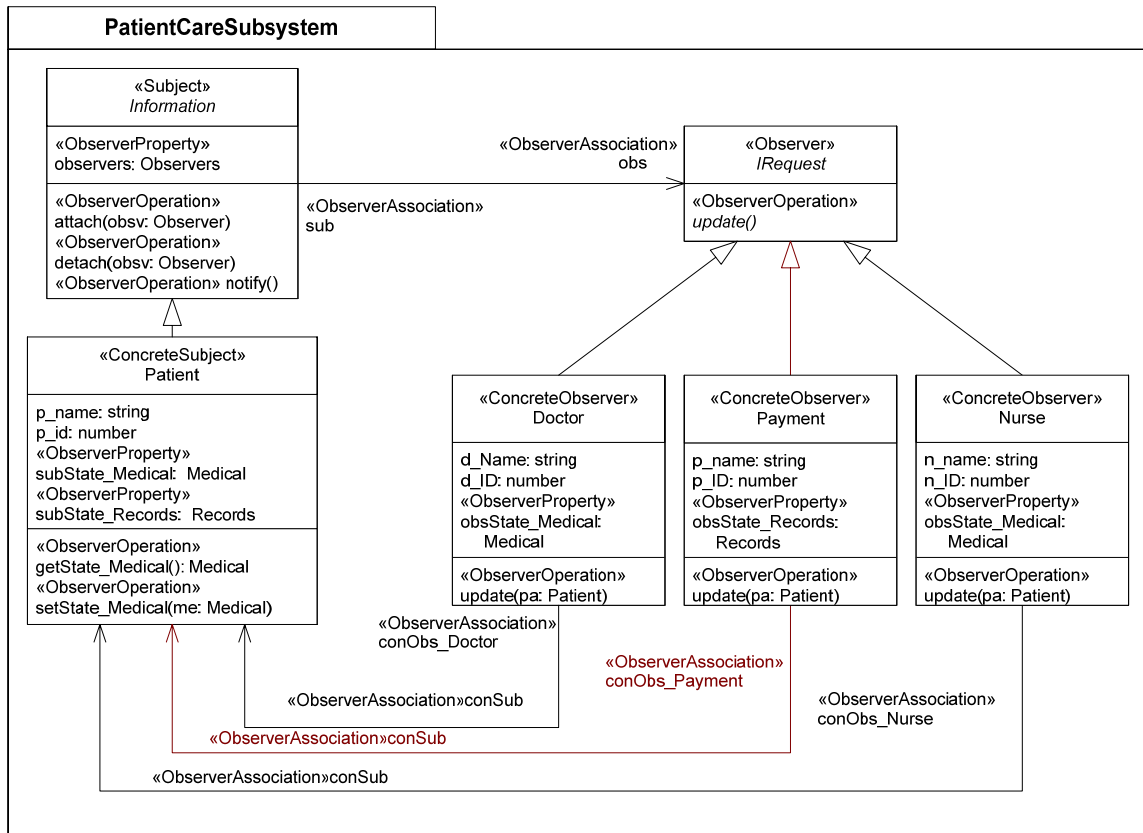 PatientCareSubsystem
«Subject»
Information
«ObserverProperty»
observers: Observers
«ObserverOperation»
attach(obsv: Observer)
«ObserverOperation»
detach(obsv: Observer)
«ObserverOperation» notify()
«ObserverAssociation»
obs
«ObserverAssociation»
sub
«Observer»
IRequest
«ObserverOperation»
update()
«ConcreteSubject»
Patient
p_name: string
p_id: number
«ObserverProperty»
subState_Medical: Medical
«ObserverProperty»
subState_Records: Records
«ObserverOperation»
getState_Medical(): Medical
«ObserverOperation»
setState_Medical(me: Medical)
«ConcreteObserver»
Doctor
d_Name: string
d_ID: number
«ObserverProperty»
obsState_Medical:
Medical
«ObserverOperation»
update(pa: Patient)
«ConcreteObserver»
Payment
p_name: string
p_ID: number
«ObserverProperty»
obsState_Records:
Records
«ObserverOperation»
update(pa: Patient)
«ConcreteObserver»
Nurse
n_name: string
n_ID: number
«ObserverProperty»
obsState_Medical:
Medical
«ObserverOperation»
update(pa: Patient)
«ObserverAssociation»
conObs_Doctor
«ObserverAssociation»
conObs_Payment
«ObserverAssociation»
conObs_Nurse
«ObserverAssociation»conSub
«ObserverAssociation»conSub
«ObserverAssociation»conSub